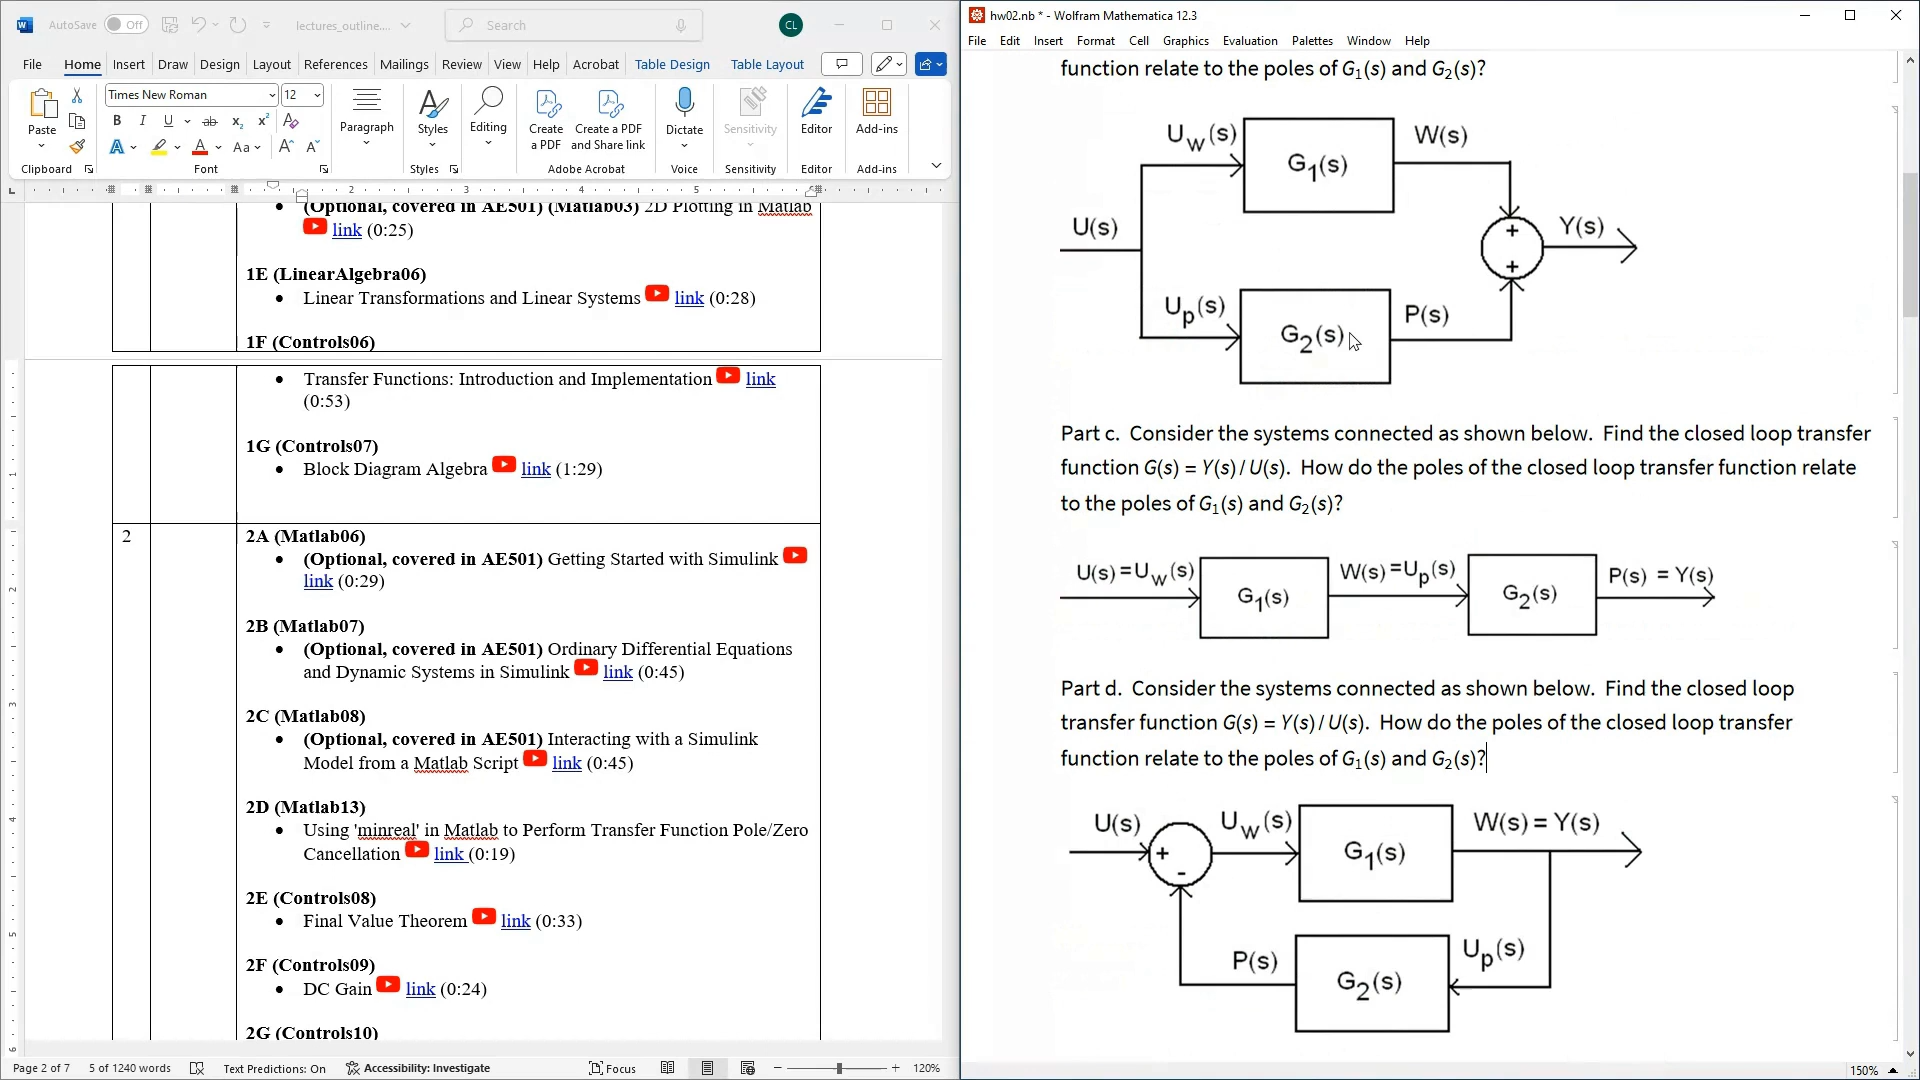 AutoSave Off lectures_outline.... Search CL
File Home Insert Draw Design Layout References Mailings Review View Help Acrobat Table Design Table Layout
Times New Roman 12
Paste Paragraph Styles Editing Create a PDF Create a PDF and Share link Dictate Sensitivity Editor Add-ins
B I U ab x₂ x² A
A A Aa A A
Clipboard Font Styles Adobe Acrobat Voice Sensitivity Editor Add-ins
(Optional, covered in AE501) (Matlab03) 2D Plotting in Matlab
link (0:25)
1E (LinearAlgebra06)
• Linear Transformations and Linear Systems link (0:28)
1F (Controls06)
• Transfer Functions: Introduction and Implementation link
(0:53)
1G (Controls07)
• Block Diagram Algebra link (1:29)
2 2A (Matlab06)
• (Optional, covered in AE501) Getting Started with Simulink
link (0:29)
2B (Matlab07)
• (Optional, covered in AE501) Ordinary Differential Equations
and Dynamic Systems in Simulink link (0:45)
2C (Matlab08)
• (Optional, covered in AE501) Interacting with a Simulink
Model from a Matlab Script link (0:45)
2D (Matlab13)
• Using 'minreal' in Matlab to Perform Transfer Function Pole/Zero
Cancellation link (0:19)
2E (Controls08)
• Final Value Theorem link (0:33)
2F (Controls09)
• DC Gain link (0:24)
2G (Controls10)
Page 2 of 7 5 of 1240 words Text Predictions: On Accessibility: Investigate Focus 120%
hw02.nb * - Wolfram Mathematica 12.3
File Edit Insert Format Cell Graphics Evaluation Palettes Window Help
function relate to the poles of G₁(s) and G₂(s)?
U_w(s) G₁(s) W(s)
U(s) + + Y(s)
U_p(s) G₂(s) P(s)
Part c. Consider the systems connected as shown below. Find the closed loop transfer
function G(s) = Y(s)/U(s). How do the poles of the closed loop transfer function relate
to the poles of G₁(s) and G₂(s)?
U(s)=U_w(s) G₁(s) W(s)=U_p(s) G₂(s) P(s) = Y(s)
Part d. Consider the systems connected as shown below. Find the closed loop
transfer function G(s) = Y(s)/U(s). How do the poles of the closed loop transfer
function relate to the poles of G₁(s) and G₂(s)?
U(s) + - U_w(s) G₁(s) W(s) = Y(s)
P(s) G₂(s) U_p(s)
150%